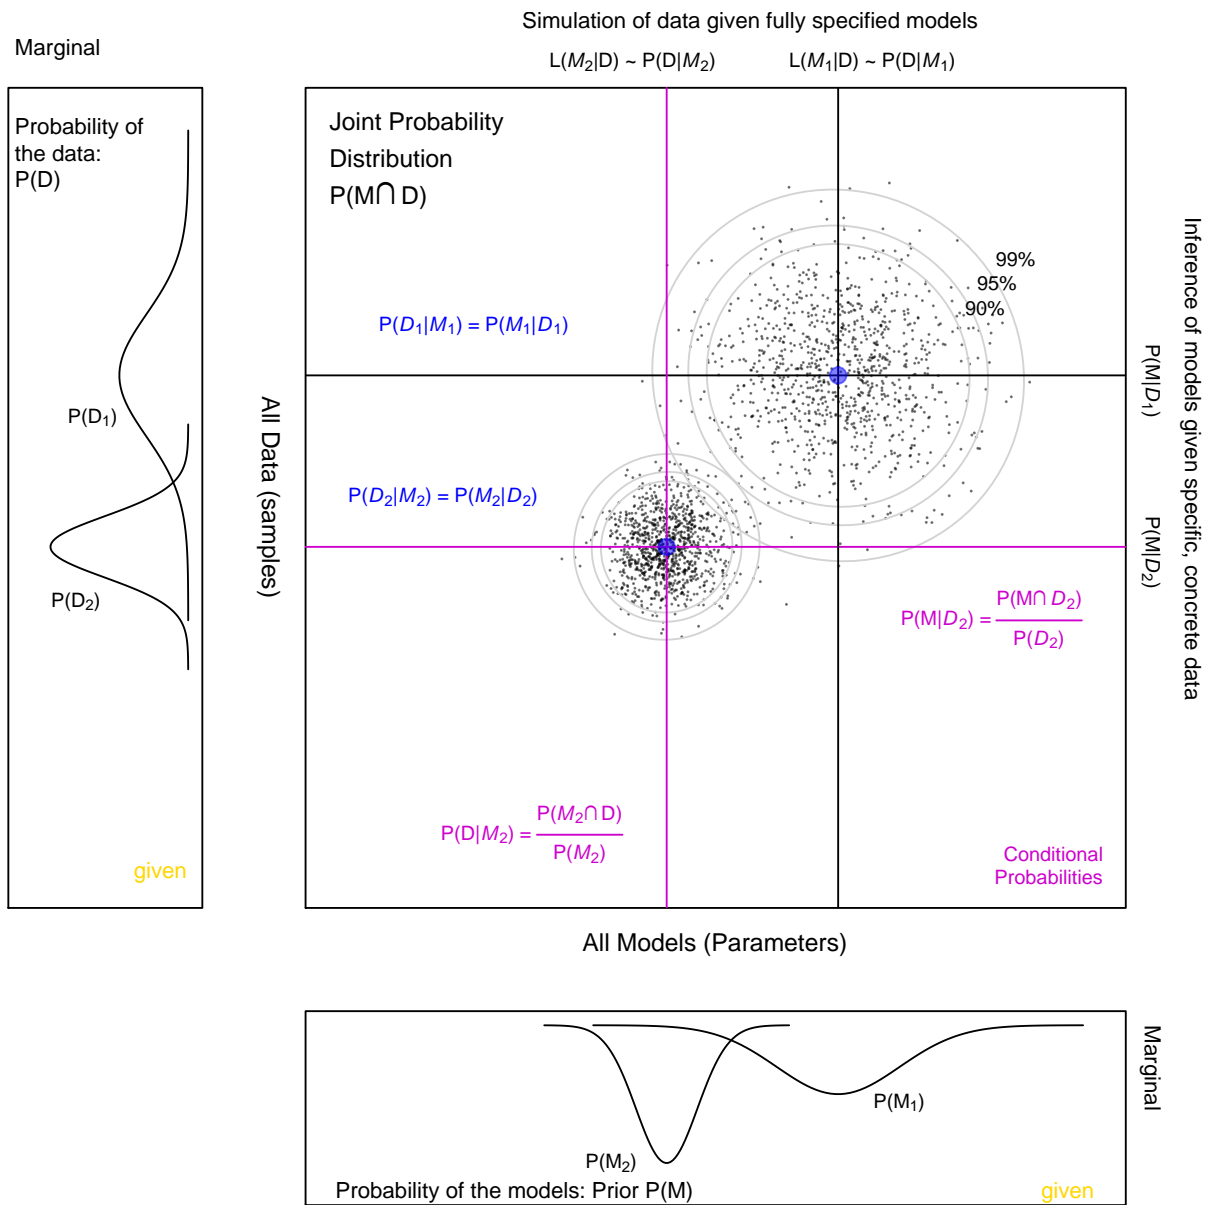 Simulation of data given fully specified models
Marginal
L(M₂|D) ~ P(D|M₂)
L(M₁|D) ~ P(D|M₁)
Probability of
the data:
P(D)
P(D₁)
P(D₂)
given
All Data (samples)
Joint Probability
Distribution
P(M∩ D)
99%
95%
90%
P(D₁|M₁) = P(M₁|D₁)
P(D₂|M₂) = P(M₂|D₂)
P(M|D₂) = P(M∩ D₂)
P(D₂)
P(D|M₂) = P(M₂∩ D)
P(M₂)
Conditional
Probabilities
P(M|D₁)
P(M|D₂)
Inference of models given specific, concrete data
All Models (Parameters)
P(M₁)
P(M₂)
Probability of the models: Prior P(M)
given
Marginal